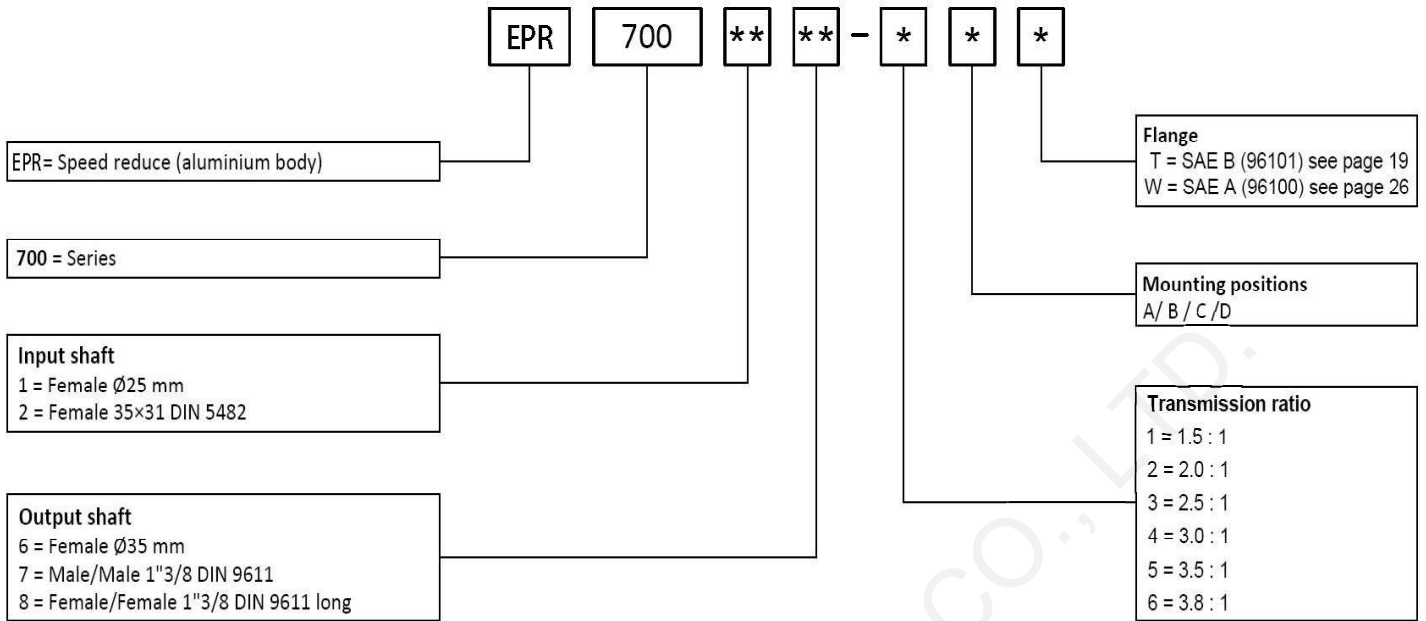 EPR 700 ** ** – * * *
EPR= Speed reduce (aluminium body)
700 = Series
Input shaft
1 = Female Ø25 mm
2 = Female 35×31 DIN 5482
Output shaft
6 = Female Ø35 mm
7 = Male/Male 1"3/8 DIN 9611
8 = Female/Female 1"3/8 DIN 9611 long
Flange
T = SAE B (96101) see page 19
W = SAE A (96100) see page 26
Mounting positions
A/ B / C /D
Transmission ratio
1 = 1.5 : 1
2 = 2.0 : 1
3 = 2.5 : 1
4 = 3.0 : 1
5 = 3.5 : 1
6 = 3.8 : 1
CO., LTD.